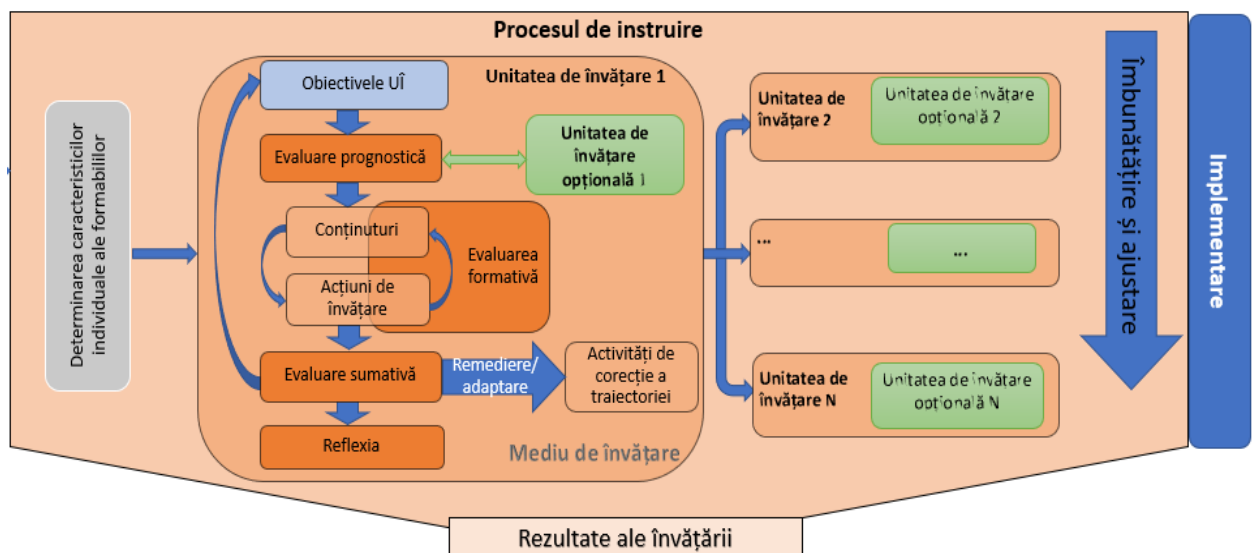 Procesul de instruire
Determinarea caracteristicilor
individuale ale formabililor
Unitatea de învățare 1
Obiectivele UÎ
Evaluare prognostică
Unitatea de
învățare
opțională 1
Conținuturi
Evaluarea
formativă
Acțiuni de
învățare
Evaluare sumativă
Remediere/
adaptare
Activități de
corecție a
traiectoriei
Reflexia
Mediu de învățare
Unitatea de
învățare 2
Unitatea de învățare
opțională 2
...
...
Unitatea de
învățare N
Unitatea de învățare
opțională N
Îmbunătățire și ajustare
Implementare
Rezultate ale învățării